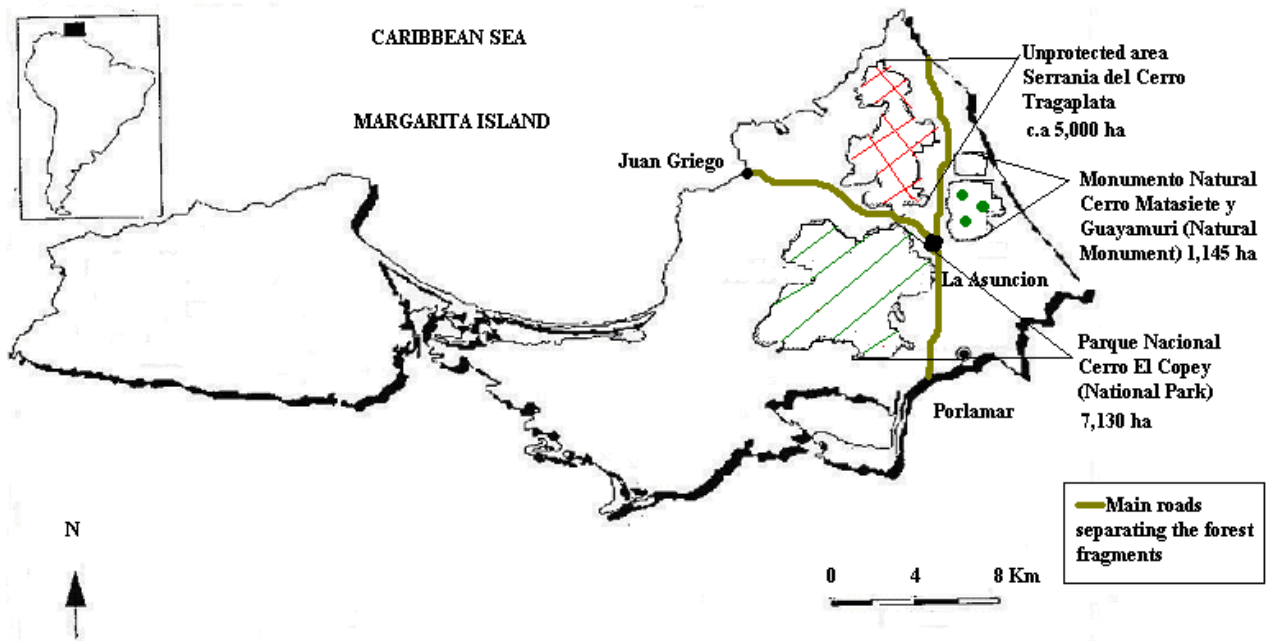 CARIBBEAN SEA
MARGARITA ISLAND
Unprotected area
Serrania del Cerro
Tragaplata
c.a 5,000 ha
Juan Griego
Monumento Natural
Cerro Matasiete y
Guayamuri (Natural
Monument) 1,145 ha
La Asuncion
Parque Nacional
Cerro El Copey
(National Park)
7,130 ha
Porlamar
Main roads
separating the forest
fragments
N
0 4 8 Km